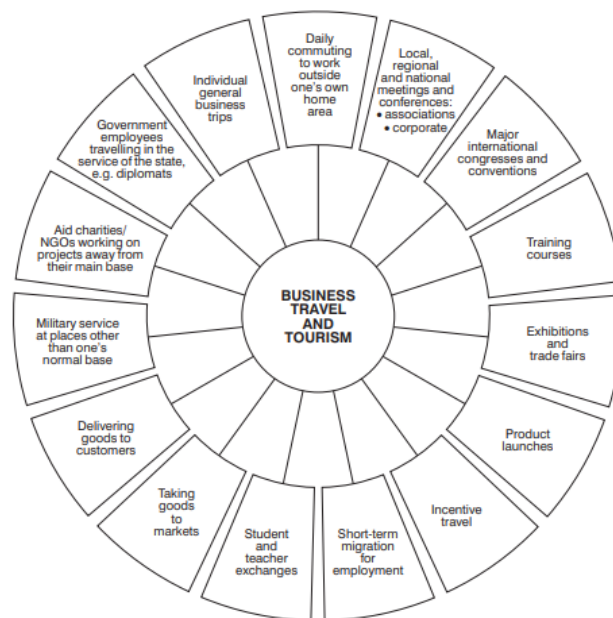 BUSINESS
TRAVEL
AND
TOURISM
Daily
commuting
to work
outside
one's own
home
area
Local,
regional
and national
meetings and
conferences:
• associations
• corporate
Major
international
congresses and
conventions
Training
courses
Exhibitions
and
trade fairs
Product
launches
Incentive
travel
Short-term
migration
for
employment
Student
and
teacher
exchanges
Taking
goods
to
markets
Delivering
goods to
customers
Military service
at places other
than one's
normal base
Aid charities/
NGOs working on
projects away from
their main base
Government
employees
travelling in the
service of the state,
e.g. diplomats
Individual
general
business
trips